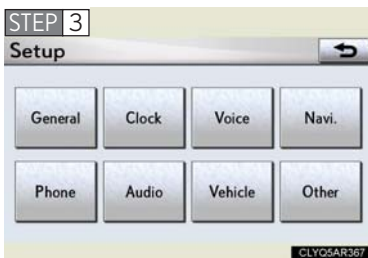 STEP 3
Setup
General Clock Voice Navi.
Phone Audio Vehicle Other
CLYQ5AR367